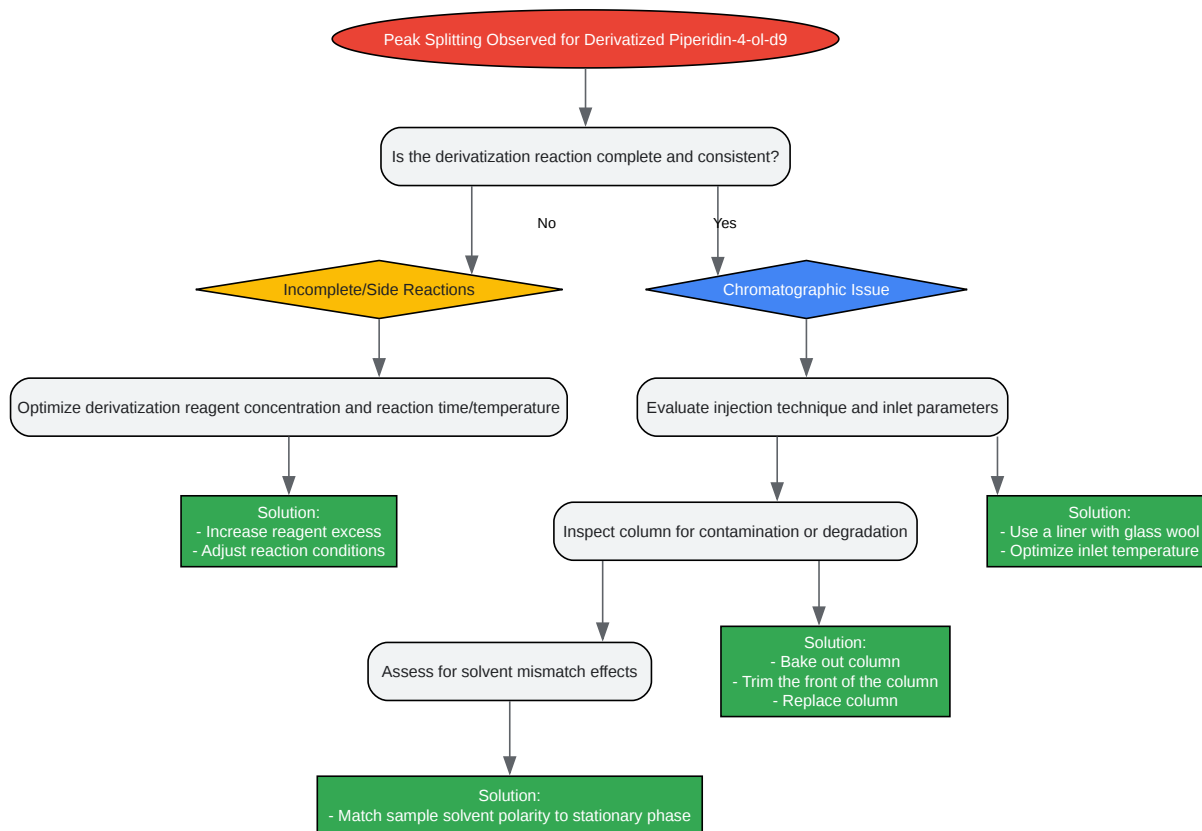 Peak Splitting Observed for Derivatized Piperidin-4-ol-d9
Is the derivatization reaction complete and consistent?
No
Yes
Incomplete/Side Reactions
Chromatographic Issue
Optimize derivatization reagent concentration and reaction time/temperature
Evaluate injection technique and inlet parameters
Solution:
- Increase reagent excess
- Adjust reaction conditions
Inspect column for contamination or degradation
Solution:
- Use a liner with glass wool
- Optimize inlet temperature
Assess for solvent mismatch effects
Solution:
- Bake out column
- Trim the front of the column
- Replace column
Solution:
- Match sample solvent polarity to stationary phase